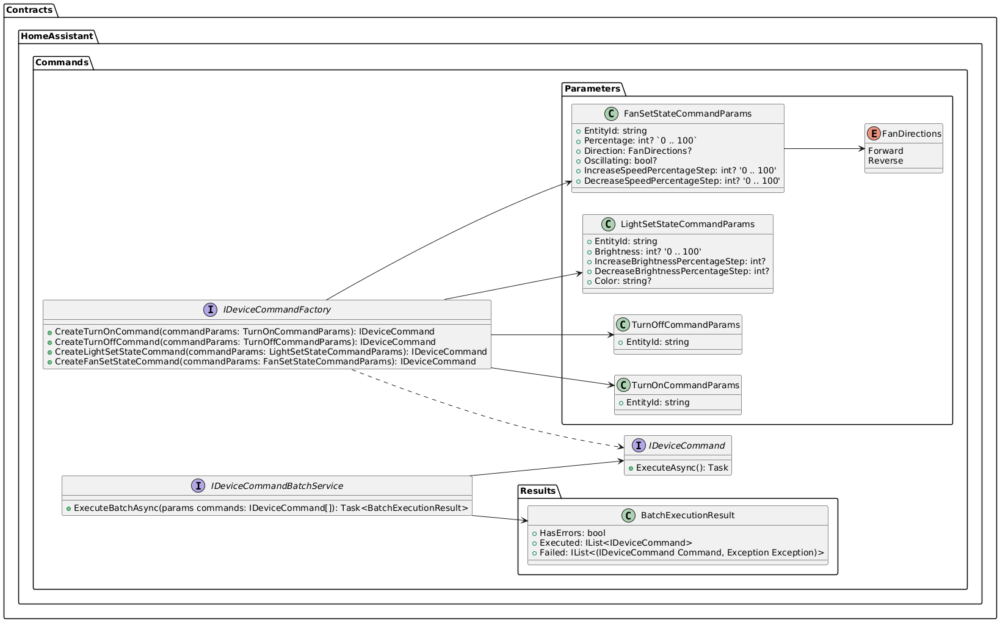 Contracts
HomeAssistant
Commands
Parameters
C FanSetStateCommandParams
EntityId: string
Percentage: int? `0 .. 100`
Direction: FanDirections?
Oscillating: bool?
IncreaseSpeedPercentageStep: int? '0 .. 100'
DecreaseSpeedPercentageStep: int? '0 .. 100'
E FanDirections
Forward
Reverse
C LightSetStateCommandParams
EntityId: string
Brightness: int? '0 .. 100'
IncreaseBrightnessPercentageStep: int?
DecreaseBrightnessPercentageStep: int?
Color: string?
I IDeviceCommandFactory
CreateTurnOnCommand(commandParams: TurnOnCommandParams): IDeviceCommand
CreateTurnOffCommand(commandParams: TurnOffCommandParams): IDeviceCommand
CreateLightSetStateCommand(commandParams: LightSetStateCommandParams): IDeviceCommand
CreateFanSetStateCommand(commandParams: FanSetStateCommandParams): IDeviceCommand
C TurnOffCommandParams
EntityId: string
C TurnOnCommandParams
EntityId: string
I IDeviceCommand
ExecuteAsync(): Task
I IDeviceCommandBatchService
ExecuteBatchAsync(params commands: IDeviceCommand[]): Task<BatchExecutionResult>
Results
C BatchExecutionResult
HasErrors: bool
Executed: IList<IDeviceCommand>
Failed: IList<(IDeviceCommand Command, Exception Exception)>